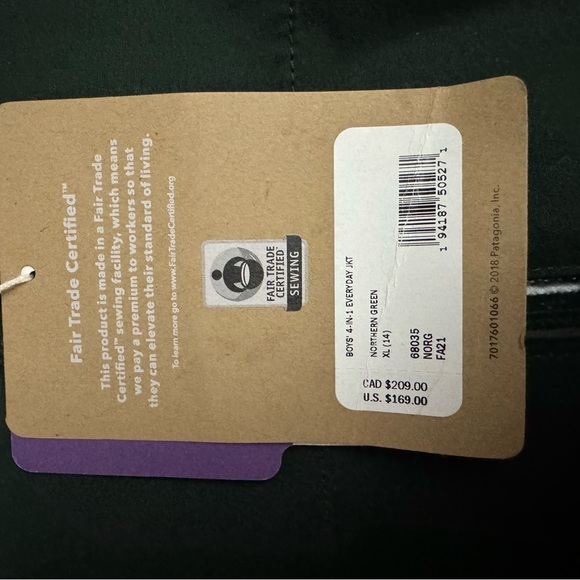 Fair Trade Certified™
This product is made in a Fair Trade
Certified™ sewing facility, which means
we pay a premium to workers so that
they can elevate their standard of living.
To learn more go to www.FairTradeCertified.org
FAIR TRADE
CERTIFIED™
SEWING
1 94187 50527 1
BOYS' 4-IN-1 EVERYDAY JKT
NORTHERN GREEN
XL (14)
68035
NORG
FA21
CAD $209.00
U.S. $169.00
7017601066 © 2018 Patagonia, Inc.